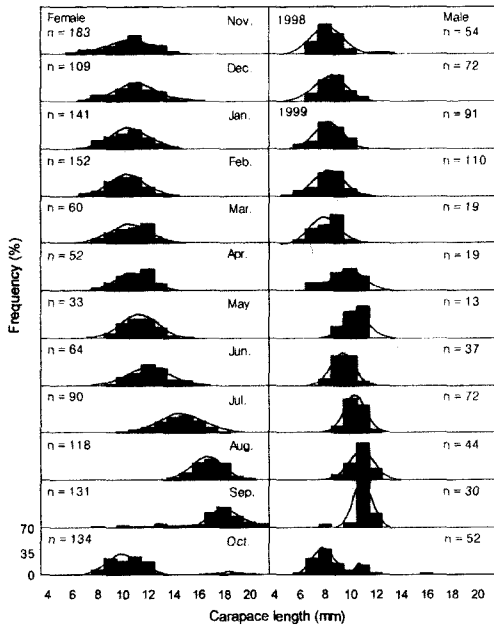 Female Nov. 1998 Male
n = 183 n = 54
n = 109 Dec. n = 72
n = 141 Jan. 1999 n = 91
n = 152 Feb. n = 110
n = 60 Mar. n = 19
n = 52 Apr. n = 19
n = 33 May n = 13
n = 64 Jun. n = 37
n = 90 Jul. n = 72
n = 118 Aug. n = 44
n = 131 Sep. n = 30
n = 134 Oct. n = 52
Frequency (%)
70
35
0
4 6 8 10 12 14 16 18 20 4 6 8 10 12 14 16 18 20
Carapace length (mm)